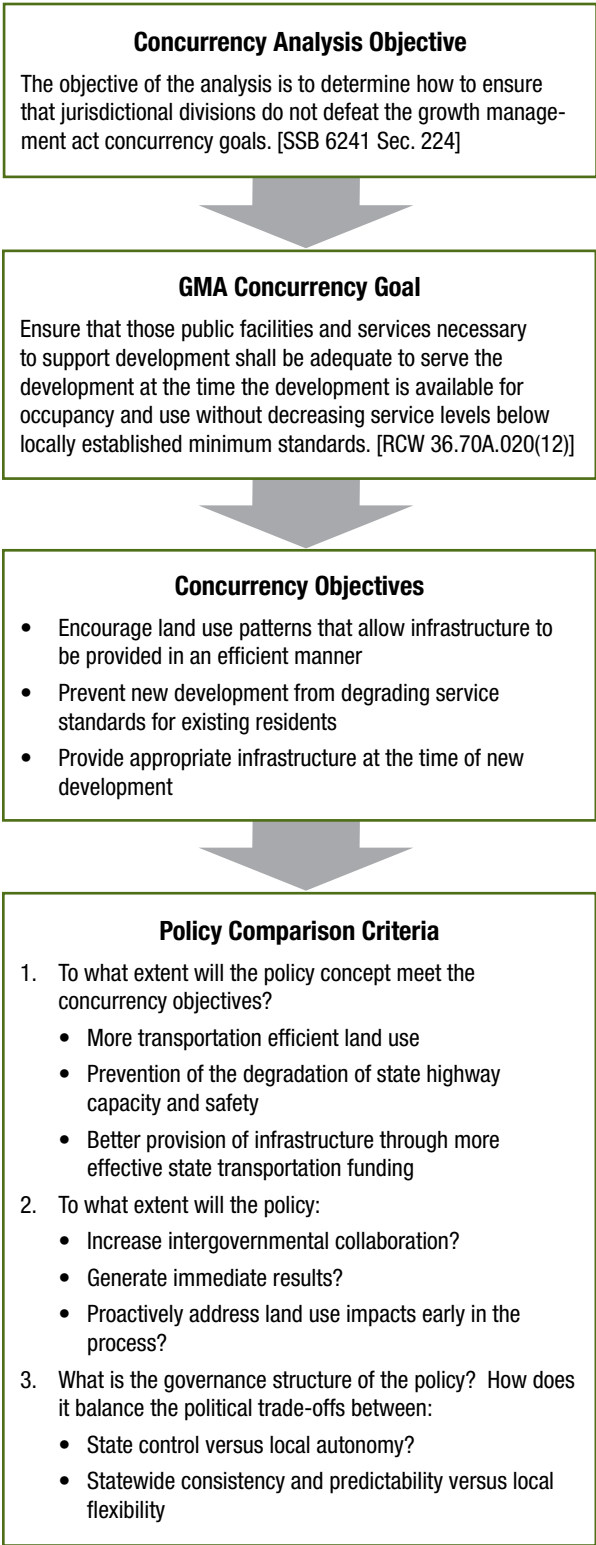 Concurrency Analysis Objective
The objective of the analysis is to determine how to ensure
that jurisdictional divisions do not defeat the growth manage-
ment act concurrency goals. [SSB 6241 Sec. 224]
GMA Concurrency Goal
Ensure that those public facilities and services necessary
to support development shall be adequate to serve the
development at the time the development is available for
occupancy and use without decreasing service levels below
locally established minimum standards. [RCW 36.70A.020(12)]
Concurrency Objectives
• Encourage land use patterns that allow infrastructure to
be provided in an efficient manner
• Prevent new development from degrading service
standards for existing residents
• Provide appropriate infrastructure at the time of new
development
Policy Comparison Criteria
1. To what extent will the policy concept meet the
concurrency objectives?
• More transportation efficient land use
• Prevention of the degradation of state highway
capacity and safety
• Better provision of infrastructure through more
effective state transportation funding
2. To what extent will the policy:
• Increase intergovernmental collaboration?
• Generate immediate results?
• Proactively address land use impacts early in the
process?
3. What is the governance structure of the policy? How does
it balance the political trade-offs between:
• State control versus local autonomy?
• Statewide consistency and predictability versus local
flexibility